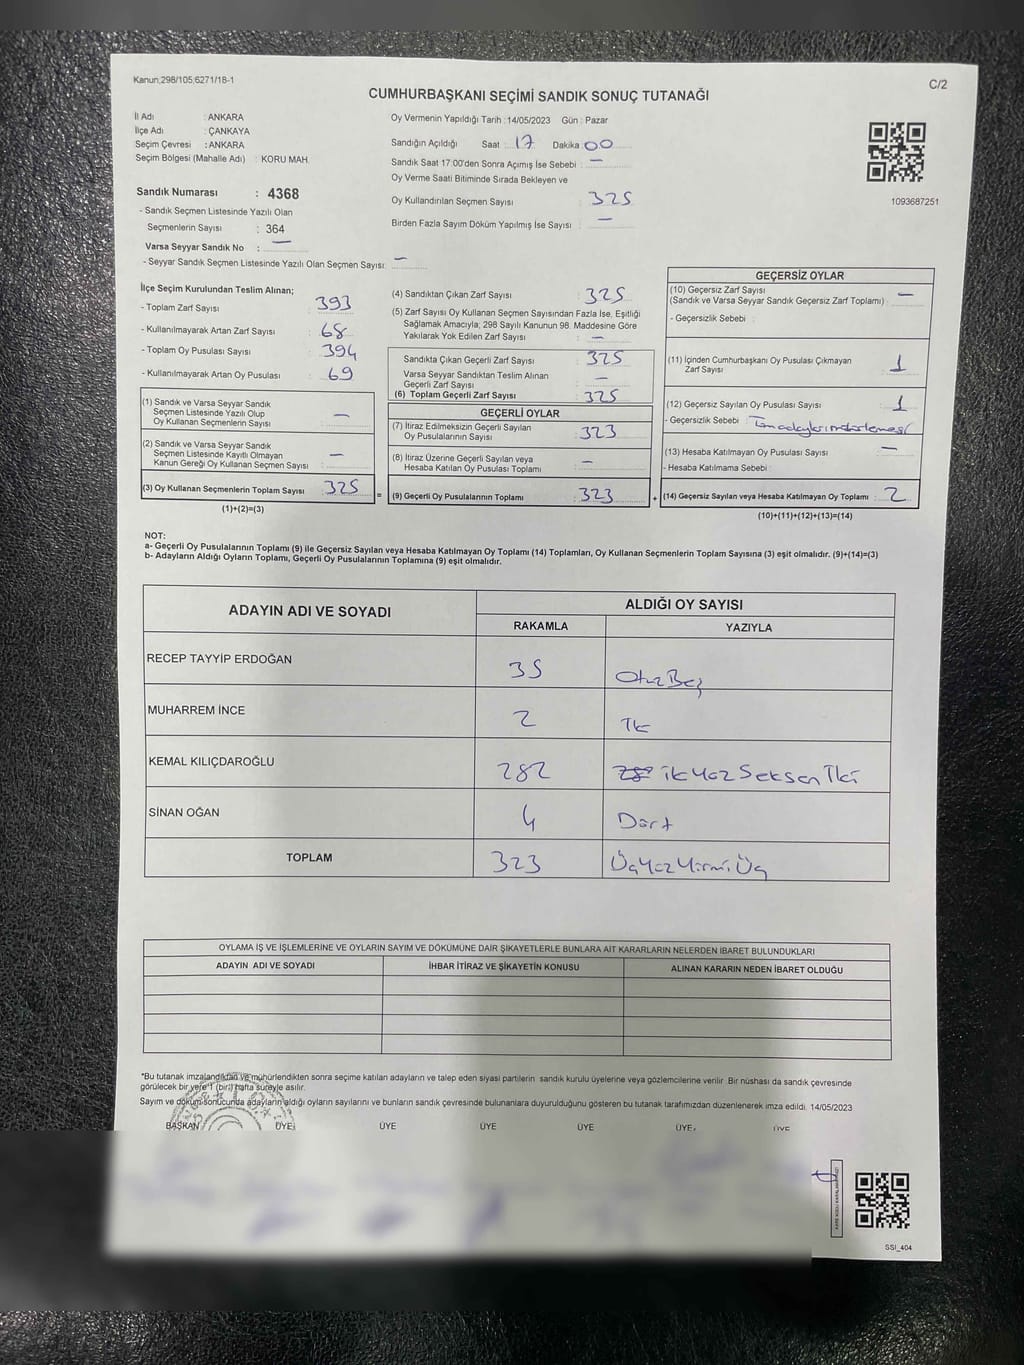 Kanun;298/105;6271/18-1
C/2
CUMHURBAŞKANI SEÇİMİ SANDIK SONUÇ TUTANAĞI
İl Adı : ANKARA
İlçe Adı : ÇANKAYA
Seçim Çevresi : ANKARA
Seçim Bölgesi (Mahalle Adı) : KORU MAH.
Sandık Numarası : 4368
- Sandık Seçmen Listesinde Yazılı Olan
Seçmenlerin Sayısı : 364
Varsa Seyyar Sandık No : —
- Seyyar Sandık Seçmen Listesinde Yazılı Olan Seçmen Sayısı: —
Oy Vermenin Yapıldığı Tarih : 14/05/2023 Gün : Pazar
Sandığın Açıldığı Saat : 17 Dakika 00
Sandık Saat 17:00'den Sonra Açımış İse Sebebi : —
Oy Verme Saati Bitiminde Sırada Bekleyen ve
Oy Kullandırılan Seçmen Sayısı : 325
Birden Fazla Sayım Döküm Yapılmış İse Sayısı : —
1093687251
İlçe Seçim Kurulundan Teslim Alınan;
- Toplam Zarf Sayısı : 393
- Kullanılmayarak Artan Zarf Sayısı : 68
- Toplam Oy Pusulası Sayısı : 394
- Kullanılmayarak Artan Oy Pusulası : 69
(1) Sandık ve Varsa Seyyar Sandık
Seçmen Listesinde Yazılı Olup
Oy Kullanan Seçmenlerin Sayısı : —
(2) Sandık ve Varsa Seyyar Sandık
Seçmen Listesinde Kayıtlı Olmayan
Kanun Gereği Oy Kullanan Seçmen Sayısı : —
(3) Oy Kullanan Seçmenlerin Toplam Sayısı : 325 =
(1)+(2)=(3)
(4) Sandıktan Çıkan Zarf Sayısı : 325
(5) Zarf Sayısı Oy Kullanan Seçmen Sayısından Fazla İse, Eşitliği
Sağlamak Amacıyla; 298 Sayılı Kanunun 98. Maddesine Göre
Yakılarak Yok Edilen Zarf Sayısı : —
Sandıkta Çıkan Geçerli Zarf Sayısı : 325
Varsa Seyyar Sandıktan Teslim Alınan
Geçerli Zarf Sayısı : —
(6) Toplam Geçerli Zarf Sayısı : 325
GEÇERLİ OYLAR
(7) İtiraz Edilmeksizin Geçerli Sayılan
Oy Pusulalarının Sayısı : 323
(8) İtiraz Üzerine Geçerli Sayılan veya
Hesaba Katılan Oy Pusulası Toplamı : —
(9) Geçerli Oy Pusulalarının Toplamı : 323 +
GEÇERSİZ OYLAR
(10) Geçersiz Zarf Sayısı
(Sandık ve Varsa Seyyar Sandık Geçersiz Zarf Toplamı) : —
- Geçersizlik Sebebi :
(11) İçinden Cumhurbaşkanı Oy Pusulası Çıkmayan
Zarf Sayısı : 1
(12) Geçersiz Sayılan Oy Pusulası Sayısı : 1
- Geçersizlik Sebebi :
(13) Hesaba Katılmayan Oy Pusulası Sayısı : —
- Hesaba Katılmama Sebebi :
(14) Geçersiz Sayılan veya Hesaba Katılmayan Oy Toplamı : 2
(10)+(11)+(12)+(13)=(14)
NOT:
a- Geçerli Oy Pusulalarının Toplamı (9) ile Geçersiz Sayılan veya Hesaba Katılmayan Oy Toplamı (14) Toplamları, Oy Kullanan Seçmenlerin Toplam Sayısına (3) eşit olmalıdır. (9)+(14)=(3)
b- Adayların Aldığı Oyların Toplamı, Geçerli Oy Pusulalarının Toplamına (9) eşit olmalıdır.
ADAYIN ADI VE SOYADI
ALDIĞI OY SAYISI
RAKAMLA YAZIYLA
RECEP TAYYİP ERDOĞAN 35 Otuz Beş
MUHARREM İNCE 2 İki
KEMAL KILIÇDAROĞLU 282 iki Yüz Seksen İki
SİNAN OĞAN 4 Dört
TOPLAM 323 Üç Yüz Yirmi Üç
OYLAMA İŞ VE İŞLEMLERİNE VE OYLARIN SAYIM VE DÖKÜMÜNE DAİR ŞİKAYETLERLE BUNLARA AİT KARARLARIN NELERDEN İBARET BULUNDUKLARI
ADAYIN ADI VE SOYADI İHBAR İTİRAZ VE ŞİKAYETİN KONUSU ALINAN KARARIN NEDEN İBARET OLDUĞU
*Bu tutanak imzalandıktan ve mühürlendikten sonra seçime katılan adayların ve talep eden siyasi partilerin sandık kurulu üyelerine veya gözlemcilerine verilir. Bir nüshası da sandık çevresinde
görülecek bir yere 1 (bir) hafta süreyle asılır.
Sayım ve döküm sonucunda adayların aldığı oyların sayılarını ve bunların sandık çevresinde bulunanlara duyurulduğunu gösteren bu tutanak tarafımızdan düzenlenerek imza edildi. 14/05/2023
BAŞKAN ÜYE ÜYE ÜYE ÜYE ÜYE ÜYE
SSI_404